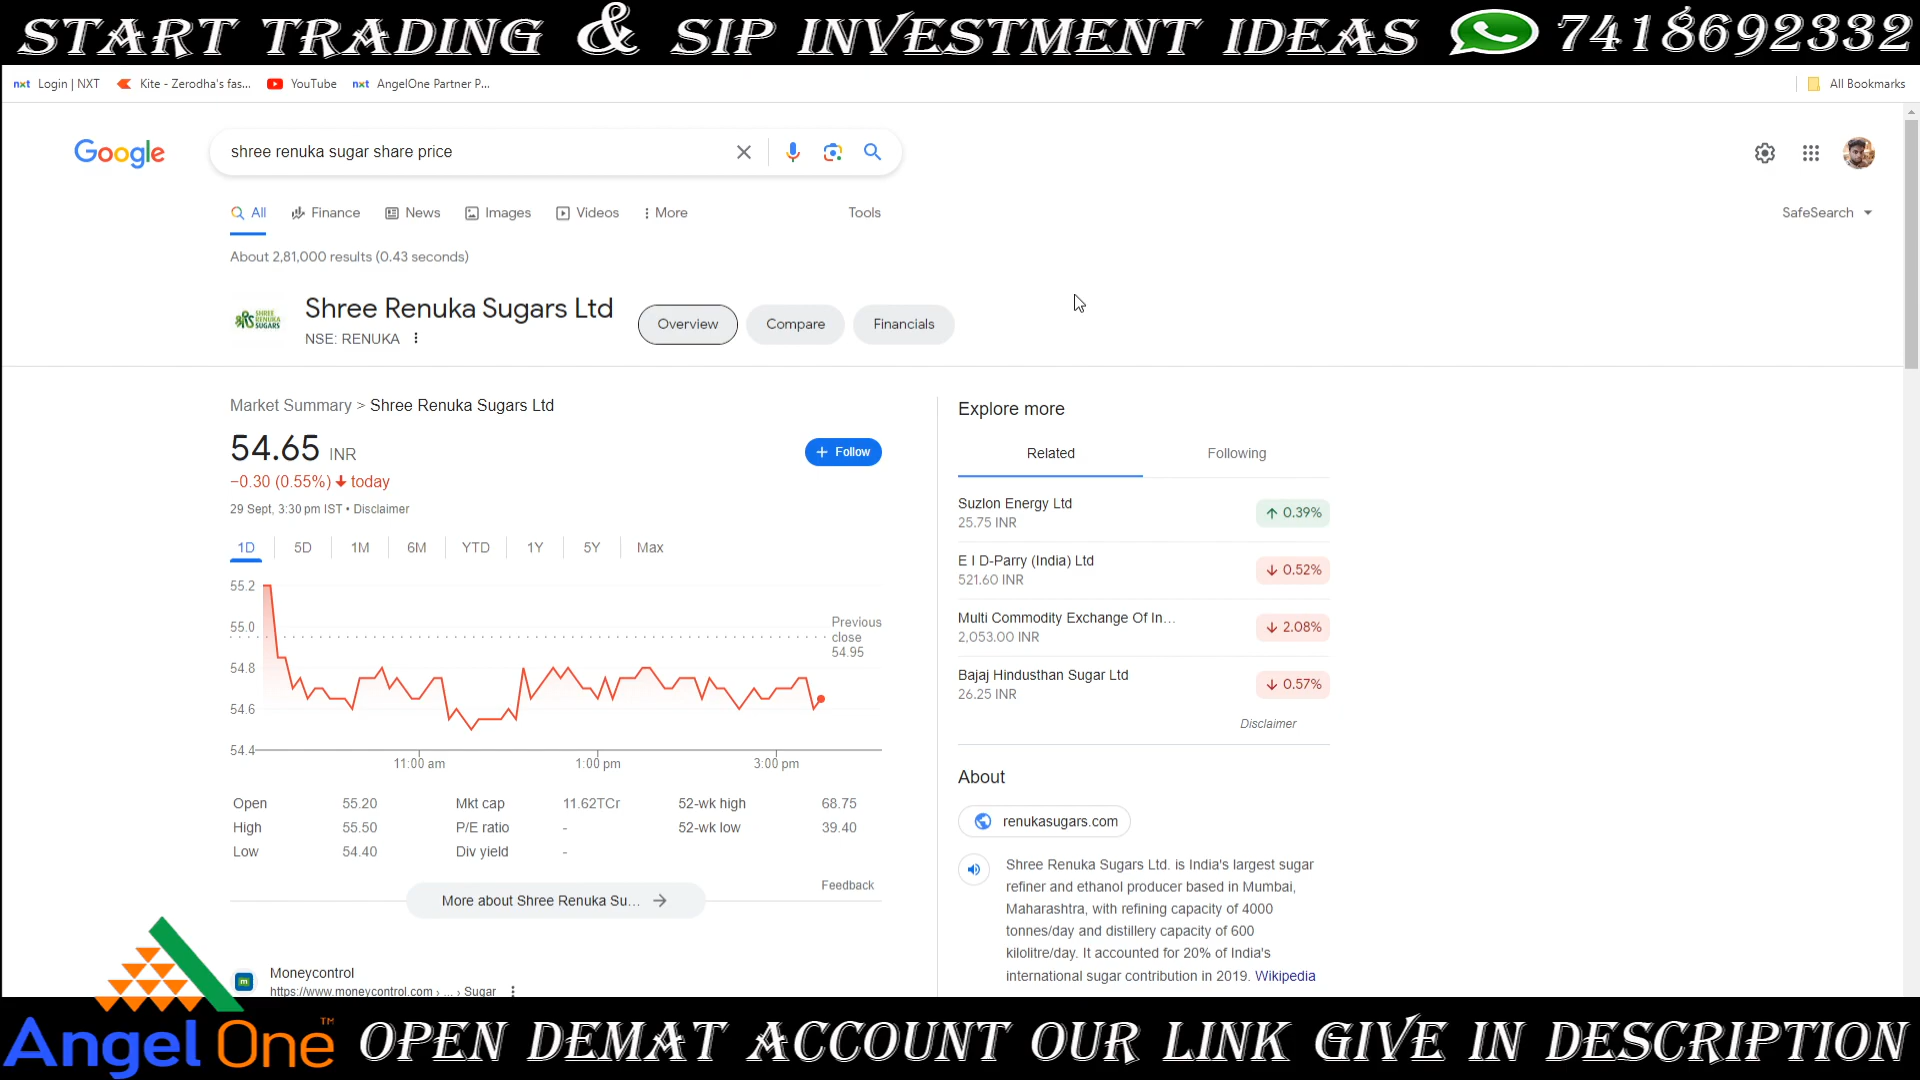 START TRADING & SIP INVESTMENT IDEAS 7418692332
nxt Login | NXT Kite - Zerodha's fas... YouTube nxt AngelOne Partner P... All Bookmarks
Google shree renuka sugar share price
All Finance News Images Videos More Tools SafeSearch
About 2,81,000 results (0.43 seconds)
SHREE RENUKA SUGARS
Shree Renuka Sugars Ltd
NSE: RENUKA
Overview Compare Financials
Market Summary > Shree Renuka Sugars Ltd
54.65 INR
+ Follow
−0.30 (0.55%) today
29 Sept, 3:30 pm IST • Disclaimer
1D 5D 1M 6M YTD 1Y 5Y Max
55.2
55.0
54.8
54.6
54.4
Previous
close
54.95
11:00 am 1:00 pm 3:00 pm
Open 55.20 Mkt cap 11.62TCr 52-wk high 68.75
High 55.50 P/E ratio - 52-wk low 39.40
Low 54.40 Div yield -
Feedback
More about Shree Renuka Su...
Moneycontrol
https://www.moneycontrol.com › ... › Sugar
Explore more
Related Following
Suzlon Energy Ltd
25.75 INR
0.39%
E I D-Parry (India) Ltd
521.60 INR
0.52%
Multi Commodity Exchange Of In...
2,053.00 INR
2.08%
Bajaj Hindusthan Sugar Ltd
26.25 INR
0.57%
Disclaimer
About
renukasugars.com
Shree Renuka Sugars Ltd. is India's largest sugar
refiner and ethanol producer based in Mumbai,
Maharashtra, with refining capacity of 4000
tonnes/day and distillery capacity of 600
kilolitre/day. It accounted for 20% of India's
international sugar contribution in 2019. Wikipedia
Angel One™ OPEN DEMAT ACCOUNT OUR LINK GIVE IN DESCRIPTION